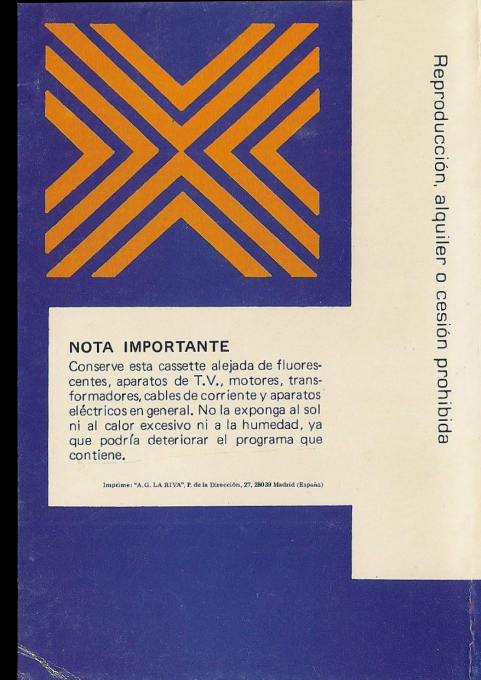 Reproducción, alquiler o cesión prohibida
NOTA IMPORTANTE
Conserve esta cassette alejada de fluores-
centes, aparatos de T.V., motores, trans-
formadores, cables de corriente y aparatos
eléctricos en general. No la exponga al sol
ni al calor excesivo ni a la humedad, ya
que podría deteriorar el programa que
contiene.
Imprime: "A.G. LA RIVA", P. de la Dirección, 27, 28039 Madrid (España)